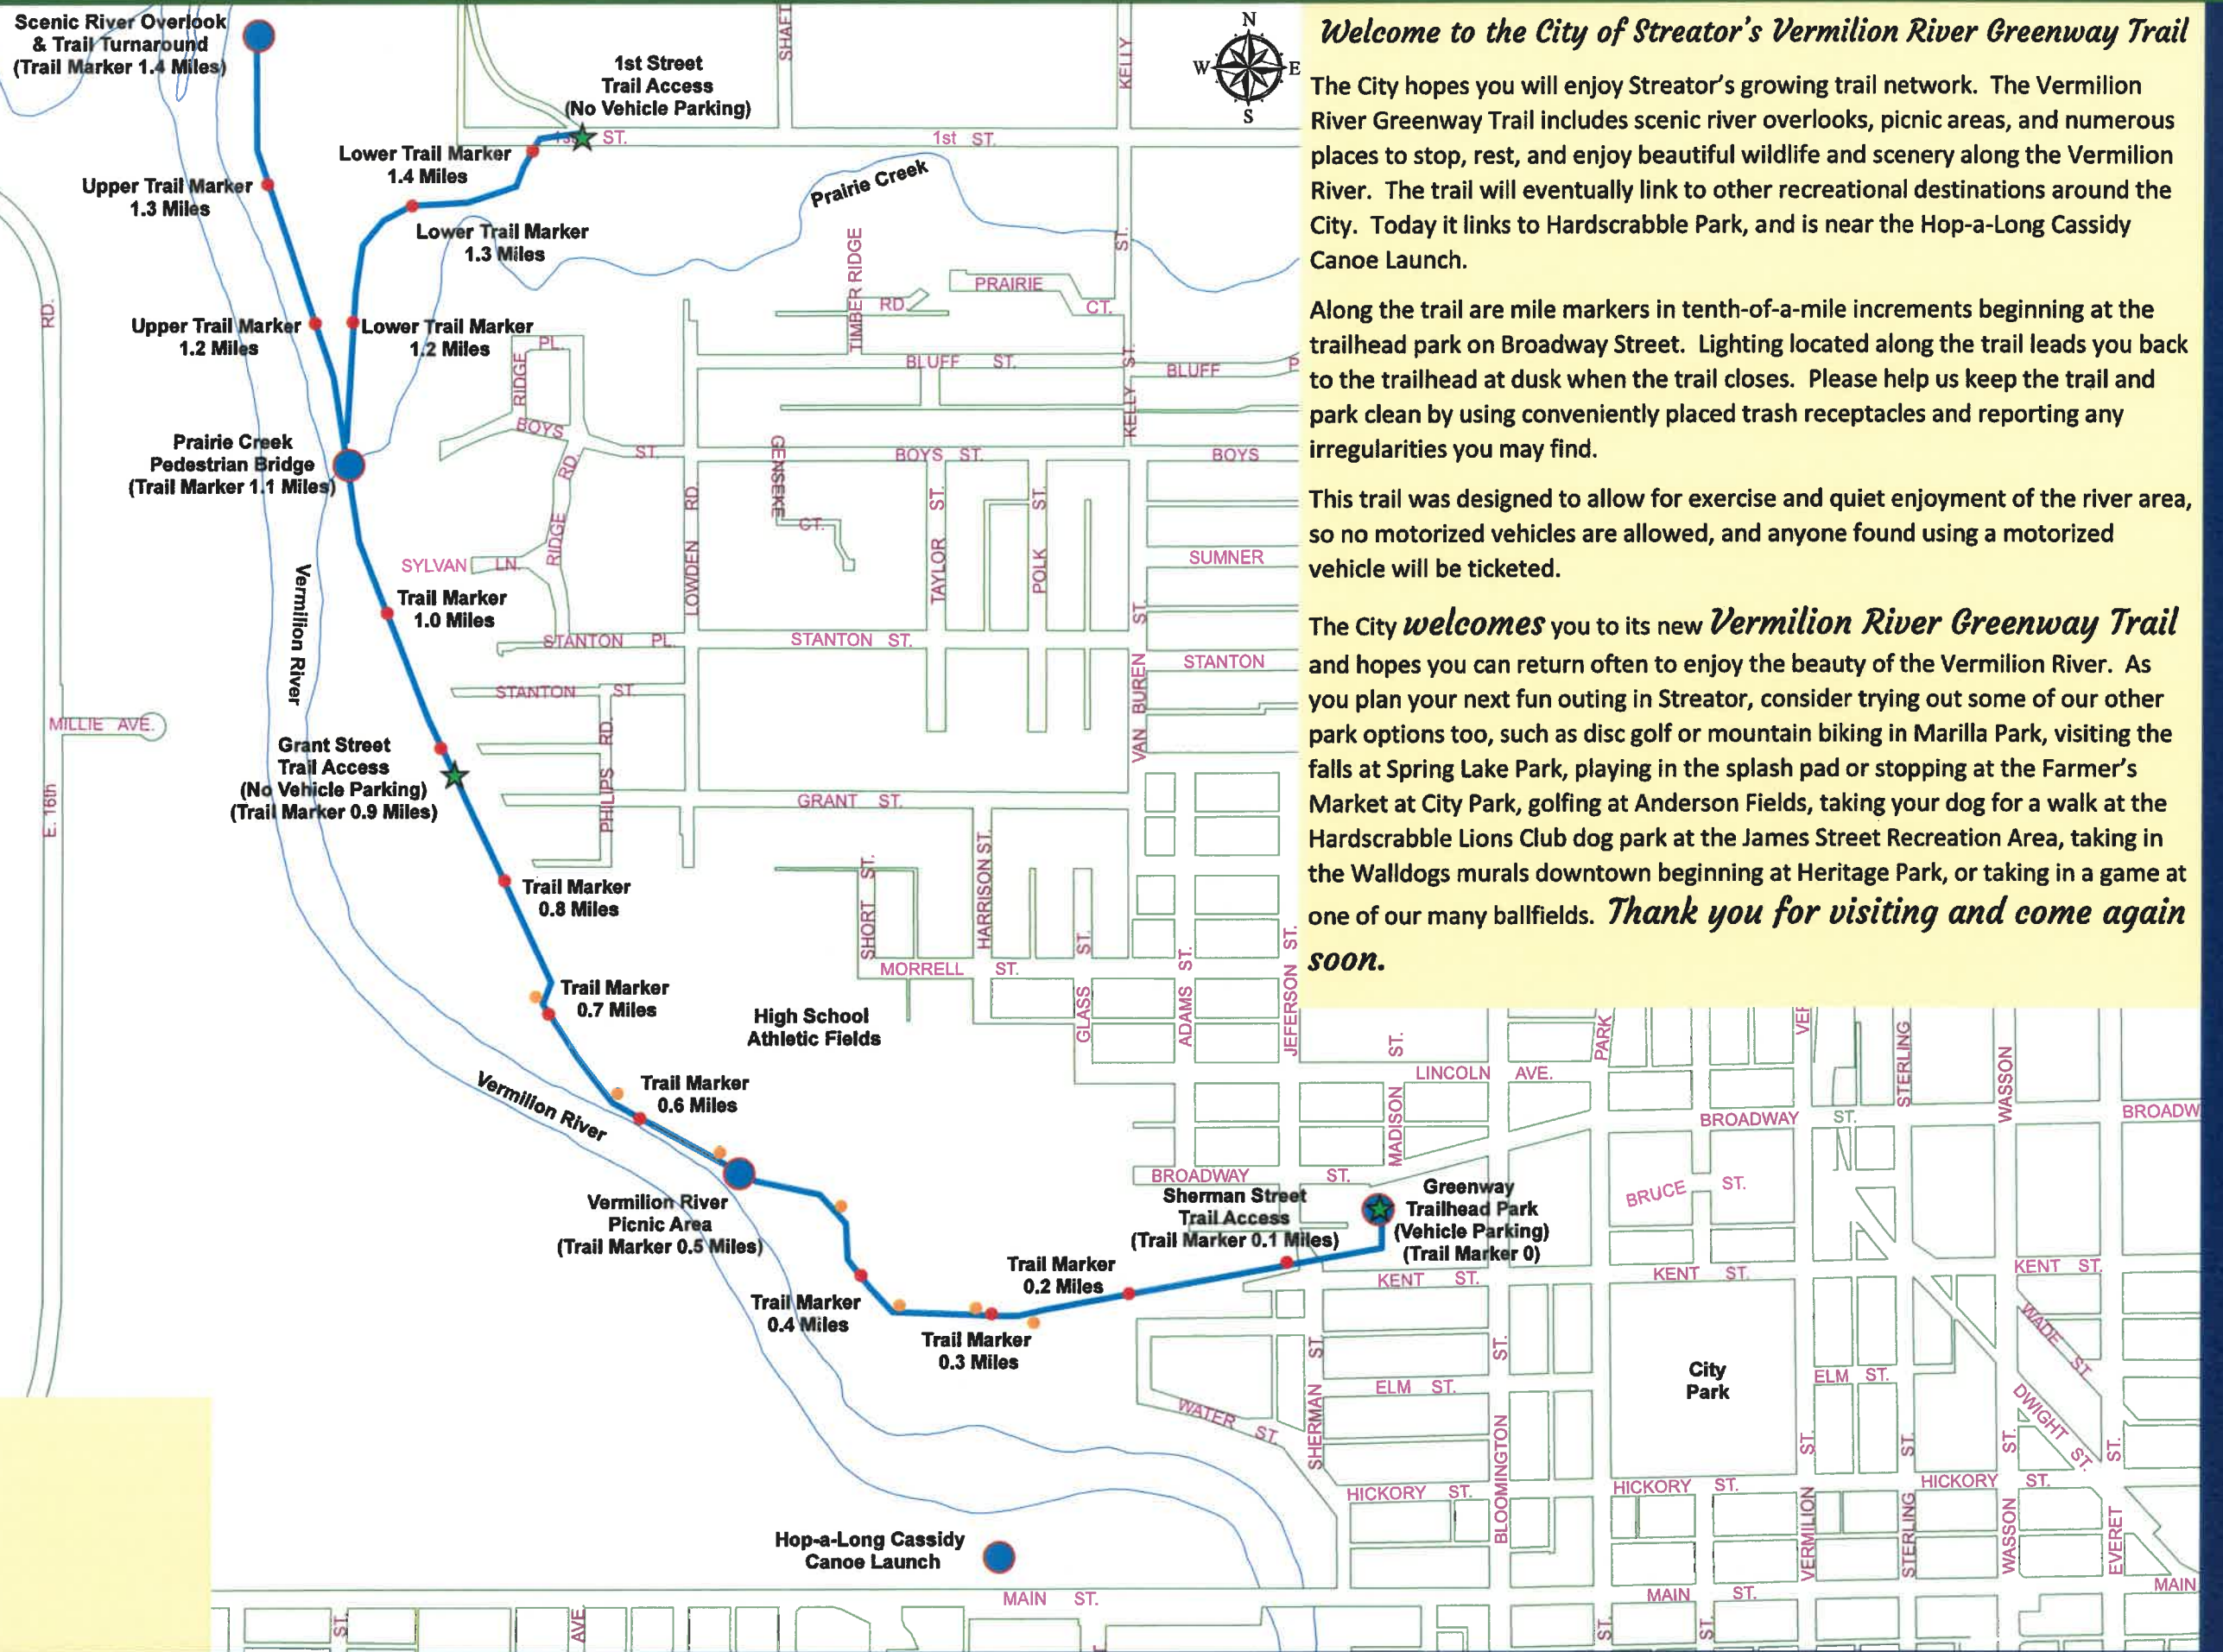 Scenic River Overlook
& Trail Turnaround
(Trail Marker 1.4 Miles)
1st Street
Trail Access
(No Vehicle Parking)
SHAFT
KELLY
N
W E
S
ST.
1st ST.
Lower Trail Marker
1.4 Miles
Upper Trail Marker
1.3 Miles
Lower Trail Marker
1.3 Miles
Prairie Creek
ST.
TIMBER RIDGE
RD.
PRAIRIE
CT.
RD.
Upper Trail Marker
1.2 Miles
Lower Trail Marker
1.2 Miles
PL.
RIDGE
BLUFF ST.
ST.
BLUFF
KELLY
BOYS
ST.
BOYS ST.
BOYS
Prairie Creek
Pedestrian Bridge
(Trail Marker 1.1 Miles)
RD.
RIDGE
LOWDEN RD.
GENSEKE
CT.
TAYLOR ST.
POLK ST.
SYLVAN LN.
SUMNER
Vermilion River
Trail Marker
1.0 Miles
STANTON PL.
STANTON ST.
STANTON
STANTON ST.
VAN BUREN ST.
MILLIE AVE.
E. 16th
Grant Street
Trail Access
(No Vehicle Parking)
(Trail Marker 0.9 Miles)
PHILIPS RD.
GRANT ST.
Trail Marker
0.8 Miles
SHORT ST.
HARRISON ST.
MORRELL ST.
GLASS ST.
ADAMS ST.
JEFFERSON ST.
Trail Marker
0.7 Miles
High School
Athletic Fields
Vermilion River
Trail Marker
0.6 Miles
Vermilion River
Picnic Area
(Trail Marker 0.5 Miles)
Trail Marker
0.4 Miles
Trail Marker
0.3 Miles
Trail Marker
0.2 Miles
Sherman Street
Trail Access
(Trail Marker 0.1 Miles)
Greenway
Trailhead Park
(Vehicle Parking)
(Trail Marker 0)
Welcome to the City of Streator's Vermilion River Greenway Trail
The City hopes you will enjoy Streator's growing trail network. The Vermilion
River Greenway Trail includes scenic river overlooks, picnic areas, and numerous
places to stop, rest, and enjoy beautiful wildlife and scenery along the Vermilion
River. The trail will eventually link to other recreational destinations around the
City. Today it links to Hardscrabble Park, and is near the Hop-a-Long Cassidy
Canoe Launch.
Along the trail are mile markers in tenth-of-a-mile increments beginning at the
trailhead park on Broadway Street. Lighting located along the trail leads you back
to the trailhead at dusk when the trail closes. Please help us keep the trail and
park clean by using conveniently placed trash receptacles and reporting any
irregularities you may find.
This trail was designed to allow for exercise and quiet enjoyment of the river area,
so no motorized vehicles are allowed, and anyone found using a motorized
vehicle will be ticketed.
The City welcomes you to its new Vermilion River Greenway Trail
and hopes you can return often to enjoy the beauty of the Vermilion River. As
you plan your next fun outing in Streator, consider trying out some of our other
park options too, such as disc golf or mountain biking in Marilla Park, visiting the
falls at Spring Lake Park, playing in the splash pad or stopping at the Farmer's
Market at City Park, golfing at Anderson Fields, taking your dog for a walk at the
Hardscrabble Lions Club dog park at the James Street Recreation Area, taking in
the Walldogs murals downtown beginning at Heritage Park, or taking in a game at
one of our many ballfields. Thank you for visiting and come again
soon.
MADISON ST.
LINCOLN AVE.
PARK
VER
STERLING
WASSON
BROADWAY ST.
BROADW
BROADWAY ST.
BRUCE ST.
KENT ST.
KENT ST.
KENT ST.
WADE ST
City
Park
ELM ST.
ELM ST.
DWIGHT ST.
WATER ST.
SHERMAN ST.
BLOOMINGTON ST.
HICKORY ST.
HICKORY ST.
HICKORY ST.
VERMILION ST.
STERLING ST.
WASSON ST.
EVERET ST.
Hop-a-Long Cassidy
Canoe Launch
MAIN ST.
MAIN ST.
MAIN
ST.
AVE.
ST.
ST.